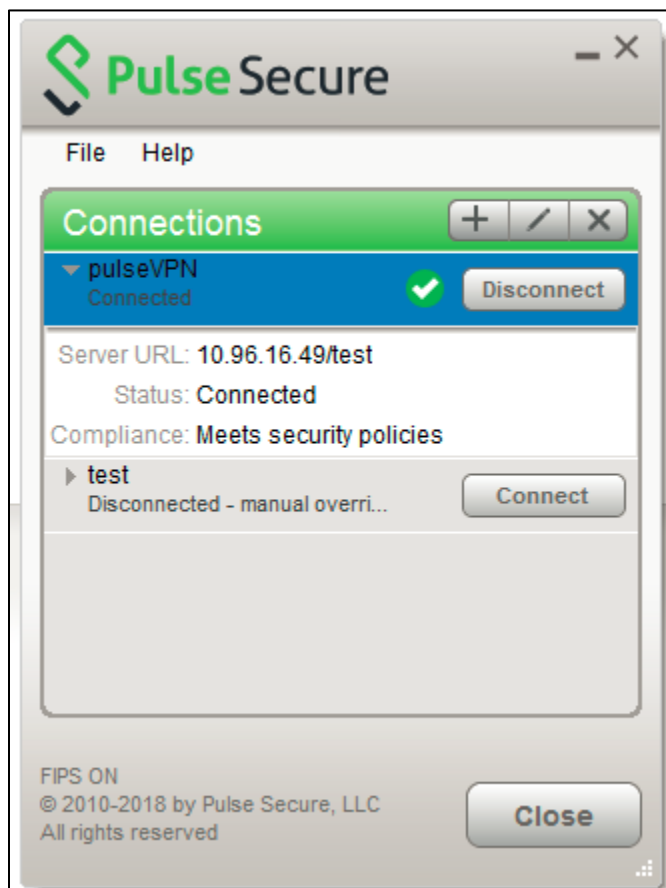 Pulse Secure
File Help
Connections
pulseVPN
Connected
Disconnect
Server URL: 10.96.16.49/test
Status: Connected
Compliance: Meets security policies
test
Disconnected - manual overri...
Connect
FIPS ON
© 2010-2018 by Pulse Secure, LLC
All rights reserved
Close